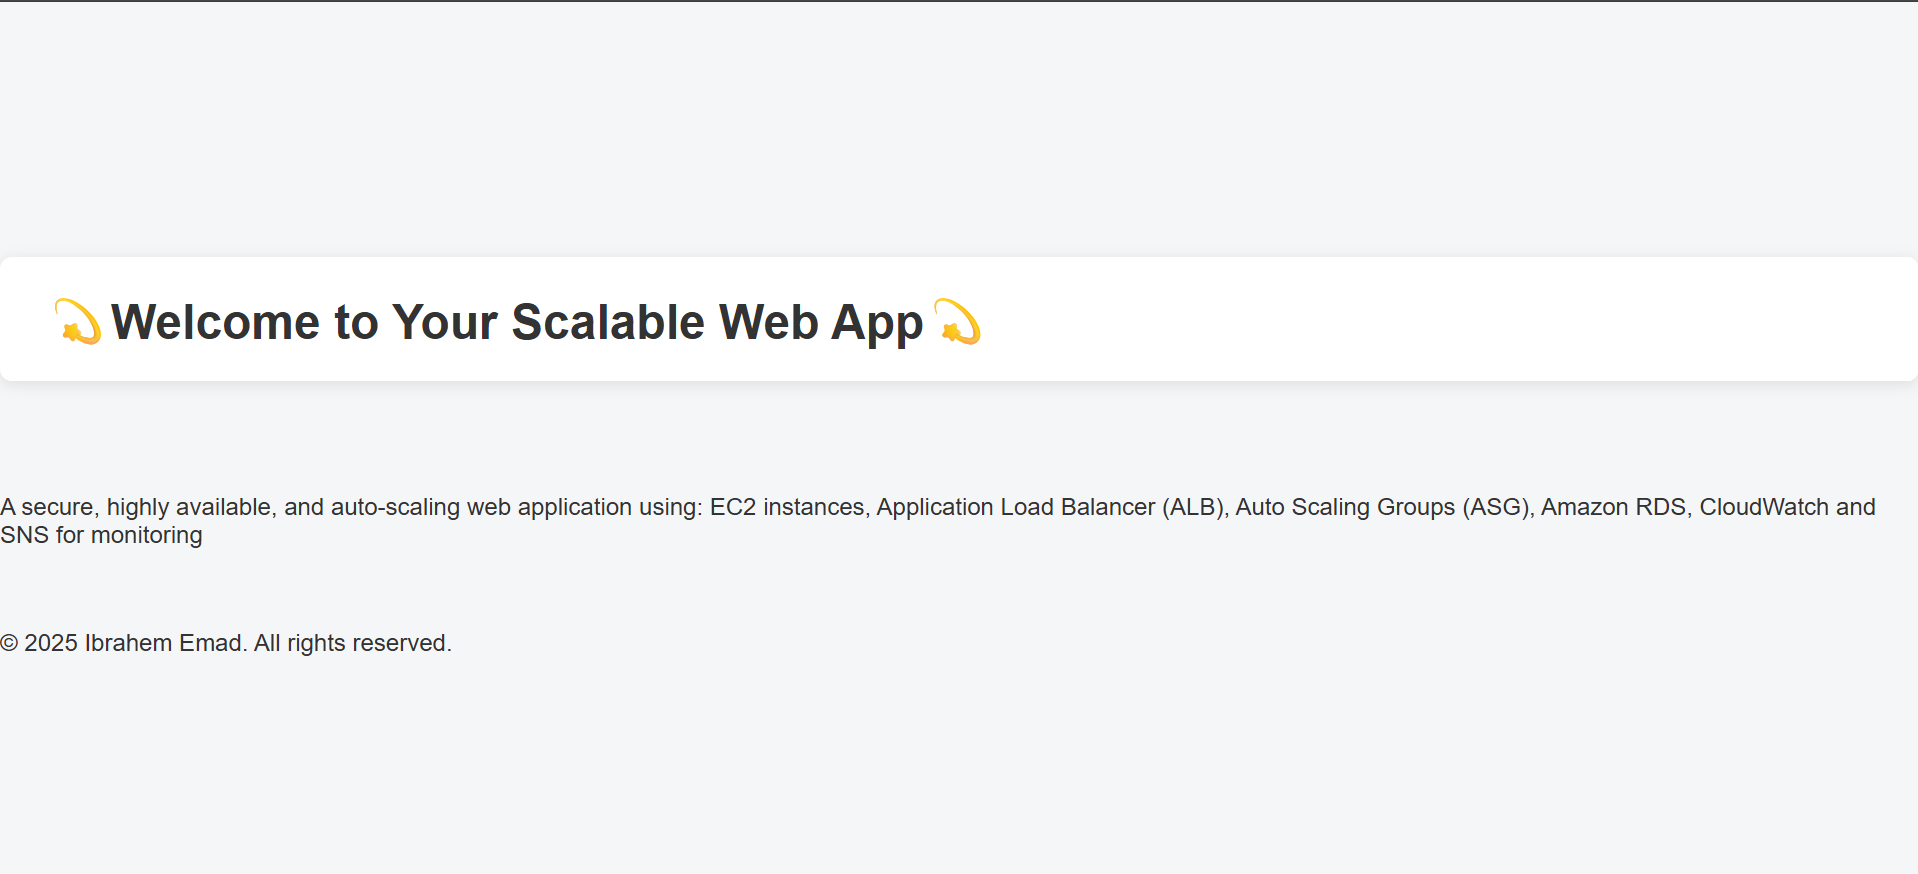 💫Welcome to Your Scalable Web App💫
A secure, highly available, and auto-scaling web application using: EC2 instances, Application Load Balancer (ALB), Auto Scaling Groups (ASG), Amazon RDS, CloudWatch and
SNS for monitoring
© 2025 Ibrahem Emad. All rights reserved.